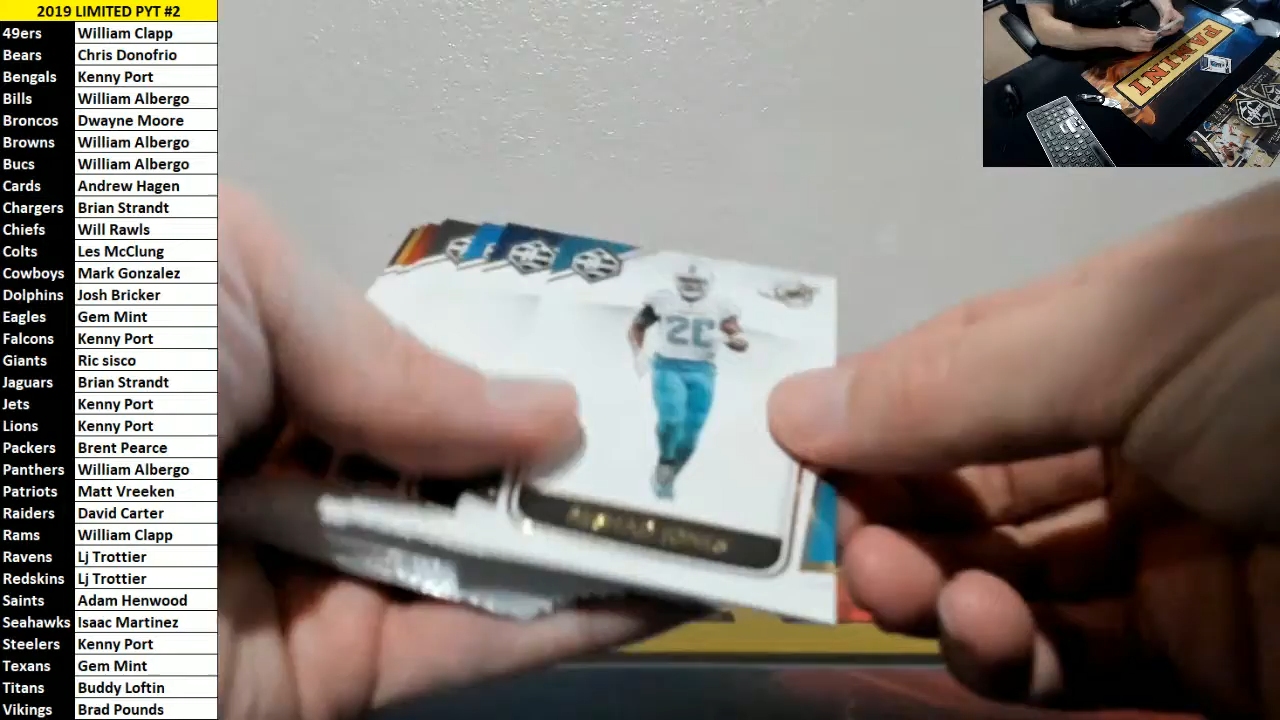 2019 LIMITED PYT #2
49ers William Clapp
Bears Chris Donofrio
Bengals Kenny Port
Bills William Albergo
Broncos Dwayne Moore
Browns William Albergo
Bucs William Albergo
Cards Andrew Hagen
Chargers Brian Strandt
Chiefs Will Rawls
Colts Les McClung
Cowboys Mark Gonzalez
Dolphins Josh Bricker
Eagles Gem Mint
Falcons Kenny Port
Giants Ric sisco
Jaguars Brian Strandt
Jets Kenny Port
Lions Kenny Port
Packers Brent Pearce
Panthers William Albergo
Patriots Matt Vreeken
Raiders David Carter
Rams William Clapp
Ravens Lj Trottier
Redskins Lj Trottier
Saints Adam Henwood
Seahawks Isaac Martinez
Steelers Kenny Port
Texans Gem Mint
Titans Buddy Loftin
Vikings Brad Pounds
PANINI